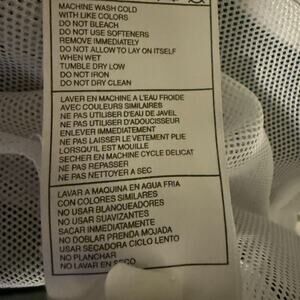 MACHINE WASH COLD
WITH LIKE COLORS
DO NOT BLEACH
DO NOT USE SOFTENERS
REMOVE IMMEDIATELY
DO NOT ALLOW TO LAY ON ITSELF
WHEN WET
TUMBLE DRY LOW
DO NOT IRON
DO NOT DRY CLEAN
LAVER EN MACHINE A L'EAU FROIDE
AVEC COULEURS SIMILAIRES
NE PAS UTILISER D'EAU DE JAVEL
NE PAS UTILISER D'ADOUCISSEUR
ENLEVER IMMEDIATEMENT
NE PAS LAISSER LE VETEMENT PLIE
LORSQU'IL EST MOUILLE
SECHER EN MACHINE CYCLE DELICAT
NE PAS REPASSER
NE PAS NETTOYER A SEC
LAVAR A MAQUINA EN AGUA FRIA
CON COLORES SIMILARES
NO USAR BLANQUEADORES
NO USAR SUAVIZANTES
SACAR INMEDIATAMENTE
NO DOBLAR PRENDA MOJADA
USAR SECADORA CICLO LENTO
NO PLANCHAR
NO LAVAR EN SECO